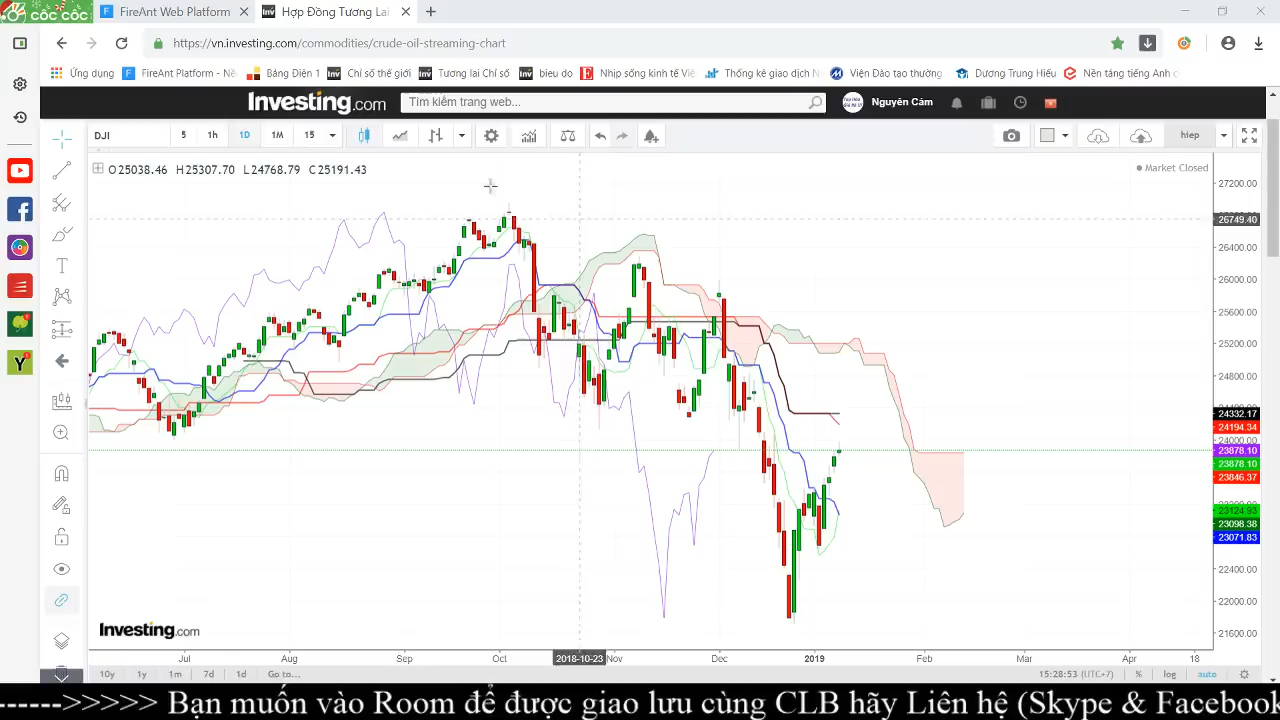 CỐC CỐC FireAnt Web Platform Hợp Đồng Tương Lai
https://vn.investing.com/commodities/crude-oil-streaming-chart
Ứng dụng FireAnt Platform - Nề Bảng Điện 1 Chỉ số thế giới Tương lai Chỉ số bieu do Nhịp sống kinh tế Việ Thống giao dịch N Viện Đào tạo thương Dương Trung Hiếu Nền tảng tiếng Anh
Investing.com Tìm kiếm trang web... Nguyên Cám
DJI 5 1h 1D 1M 15 hiep
O25038.46 H25307.70 L24768.79 C25191.43
Market Closed
27200.00
26749.40
26400.00
26000.00
25600.00
25200.00
24800.00
24332.17
24194.34
24000.00
23878.10
23878.10
23846.37
23124.93
23098.38
23071.83
22400.00
22000.00
21600.00
Investing.com
Jul Aug Sep Oct 2018-10-23 Nov Dec 2019 Feb Mar Apr 18
10y 1y 1m 7d 1d Go to... 15:28:53 (UTC+7) % log auto
------>>>>> Bạn muốn vào Room để được giao lưu cùng CLB hãy Liên hệ (Skype & Facebook